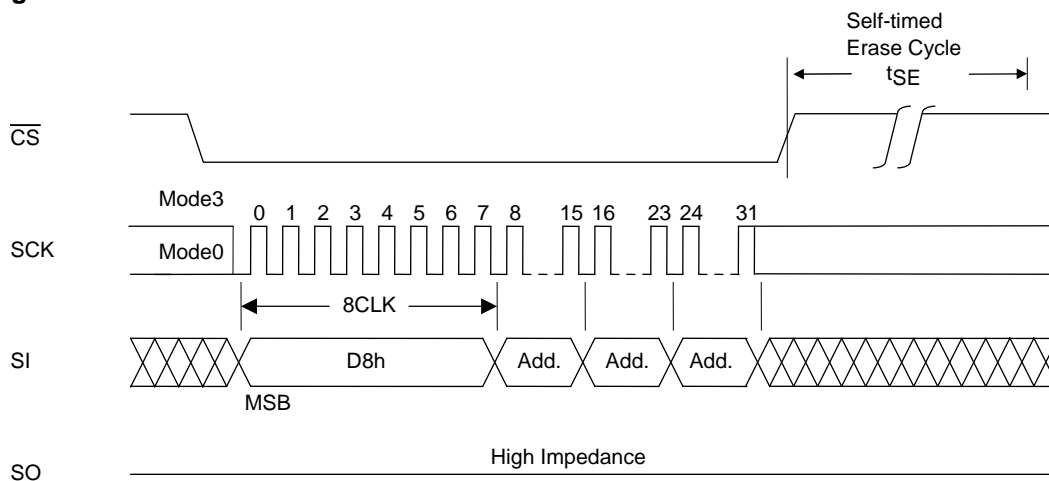 Self-timed
Erase Cycle
tSE
CS
Mode3
0 1 2 3 4 5 6 7 8 15 16 23 24 31
SCK
Mode0
8CLK
SI
D8h
Add.
Add.
Add.
MSB
High Impedance
SO